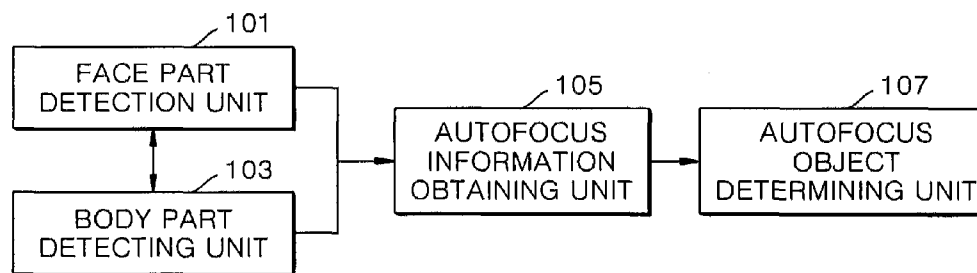 101
FACE PART
DETECTION UNIT
103
BODY PART
DETECTING UNIT
105
AUTOFOCUS
INFORMATION
OBTAINING UNIT
107
AUTOFOCUS
OBJECT
DETERMINING UNIT